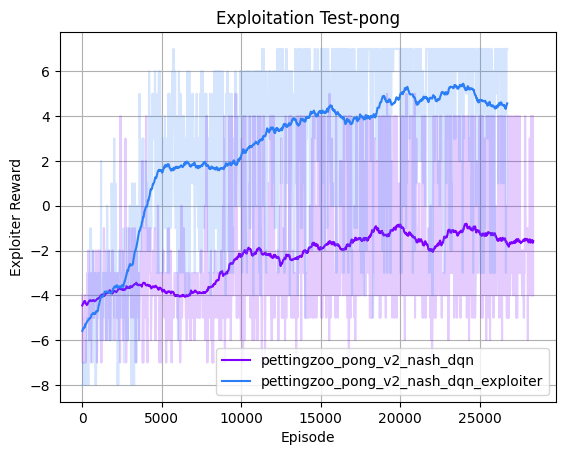 Exploitation Test-pong
Exploiter Reward
6
4
2
0
−2
−4
−6
−8
pettingzoo_pong_v2_nash_dqn
pettingzoo_pong_v2_nash_dqn_exploiter
0 5000 10000 15000 20000 25000
Episode